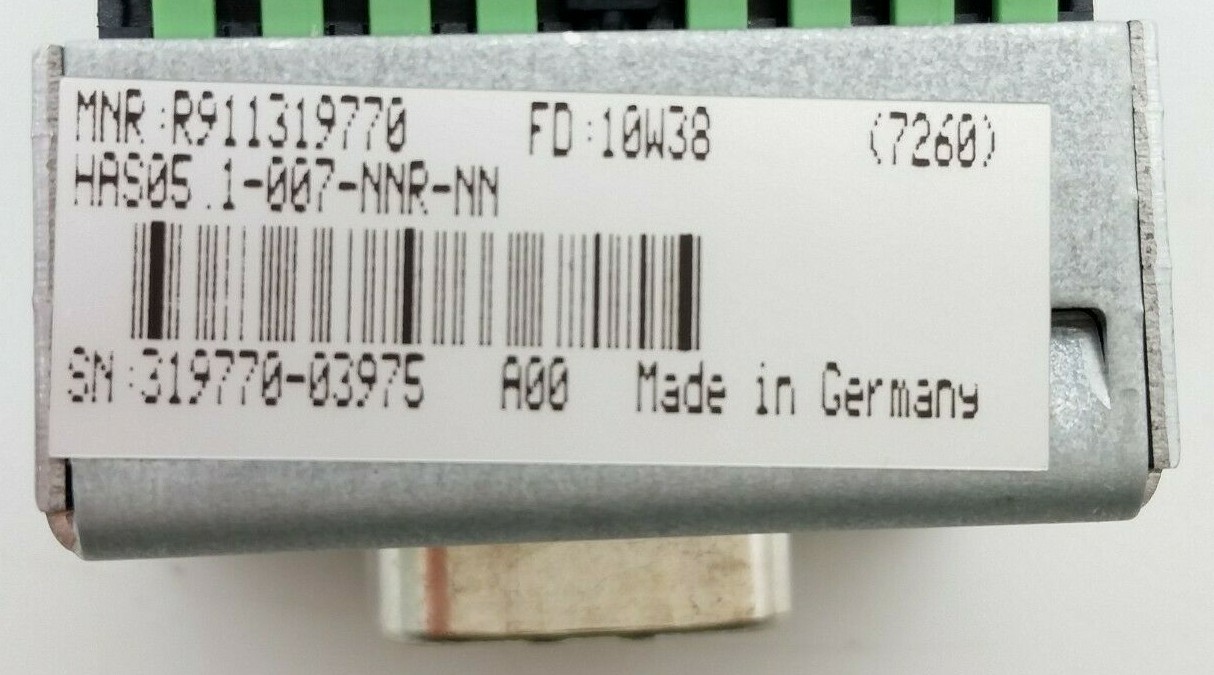 MNR:R911319770 FD:10W38 (7260)
HAS05.1-007-NNR-NN
SN:319770-03975 A00 Made in Germany